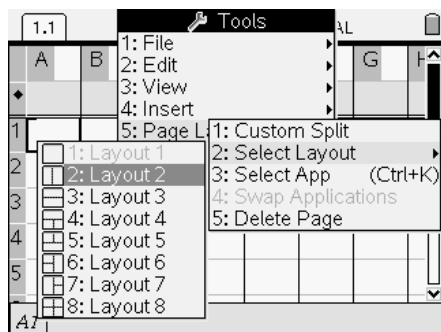 1.1
Tools
AL
1: File
2: Edit
3: View
4: Insert
5: Page L
A
B
G
H
1
2
3
4
5
1: Custom Split
2: Select Layout
3: Select App (Ctrl+K)
4: Swap Applications
5: Delete Page
1: Layout 1
2: Layout 2
3: Layout 3
4: Layout 4
5: Layout 5
6: Layout 6
7: Layout 7
8: Layout 8
A1